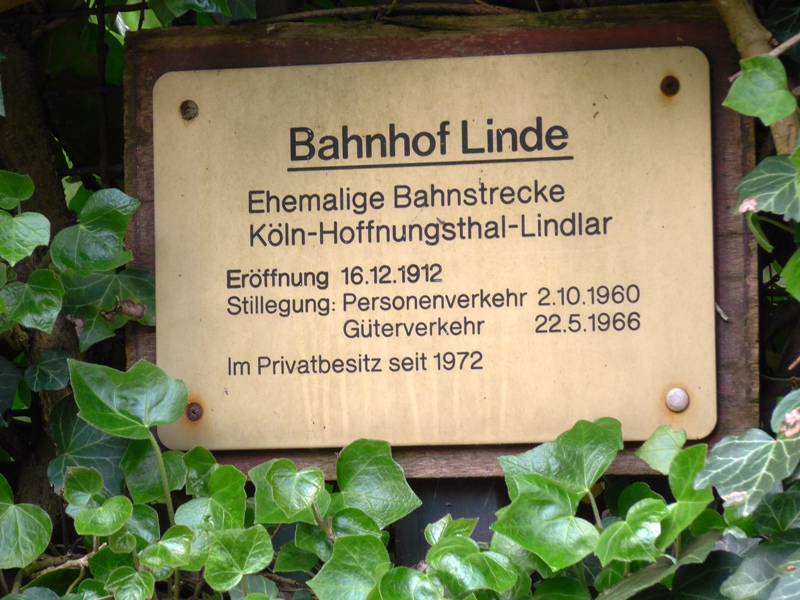 Bahnhof Linde
Ehemalige Bahnstrecke
Köln-Hoffnungsthal-Lindlar
Eröffnung 16.12.1912
Stillegung: Personenverkehr 2.10.1960
Güterverkehr 22.5.1966
Im Privatbesitz seit 1972